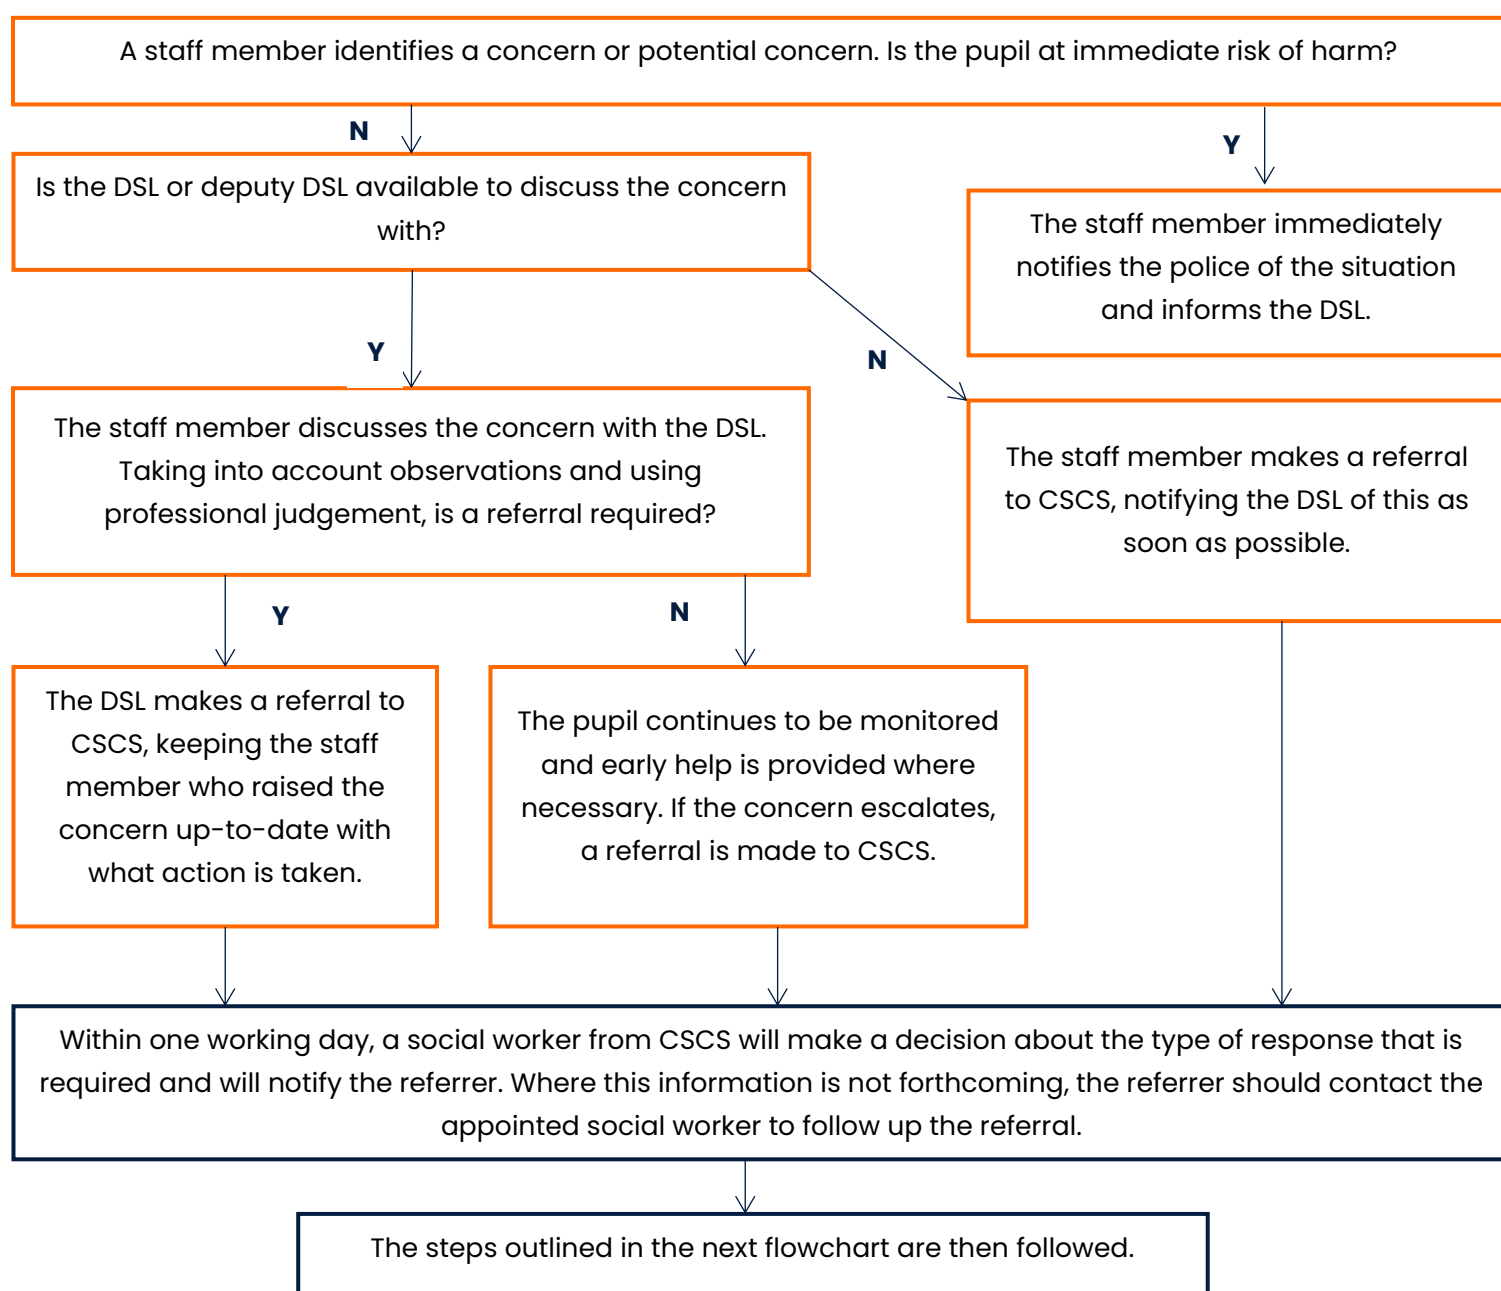 A staff member identifies a concern or potential concern. Is the pupil at immediate risk of harm?
N
Y
Is the DSL or deputy DSL available to discuss the concern
with?
The staff member immediately
notifies the police of the situation
and informs the DSL.
Y
N
The staff member discusses the concern with the DSL.
Taking into account observations and using
professional judgement, is a referral required?
The staff member makes a referral
to CSCS, notifying the DSL of this as
soon as possible.
Y
N
The DSL makes a referral to
CSCS, keeping the staff
member who raised the
concern up-to-date with
what action is taken.
The pupil continues to be monitored
and early help is provided where
necessary. If the concern escalates,
a referral is made to CSCS.
Within one working day, a social worker from CSCS will make a decision about the type of response that is
required and will notify the referrer. Where this information is not forthcoming, the referrer should contact the
appointed social worker to follow up the referral.
The steps outlined in the next flowchart are then followed.